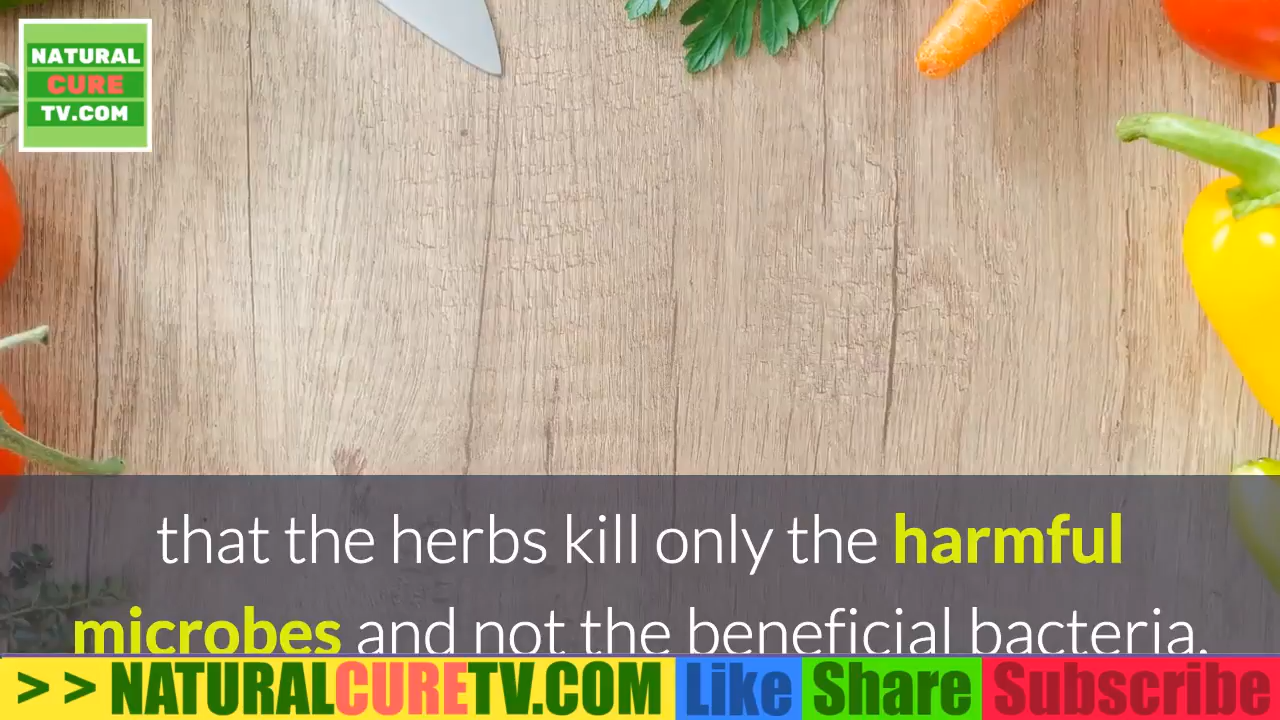 NATURAL
CURE
TV.COM
that the herbs kill only the harmful
microbes and not the beneficial bacteria.
>> NATURALCURETV.COM Like Share Subscribe